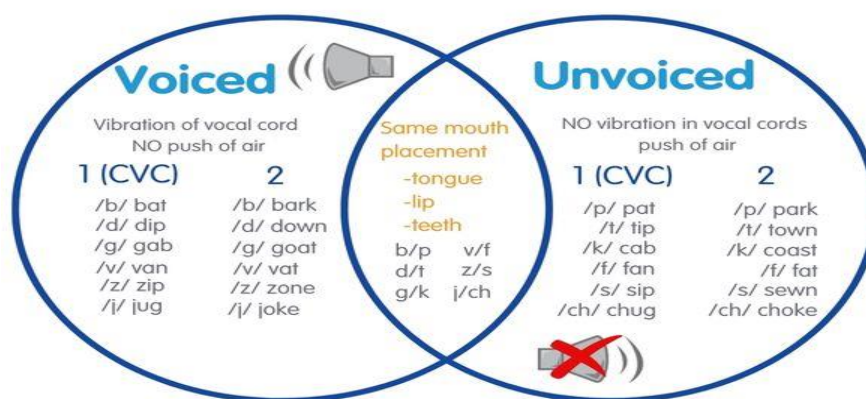 Voiced
Vibration of vocal cord
NO push of air
1 (CVC) 2
/b/ bat /b/ bark
/d/ dip /d/ down
/g/ gab /g/ goat
/v/ van /v/ vat
/z/ zip /z/ zone
/j/ jug /j/ joke
Same mouth
placement
-tongue
-lip
-teeth
b/p v/f
d/t z/s
g/k j/ch
Unvoiced
NO vibration in vocal cords
push of air
1 (CVC) 2
/p/ pat /p/ park
/t/ tip /t/ town
/k/ cab /k/ coast
/f/ fan /f/ fat
/s/ sip /s/ sewn
/ch/ chug /ch/ choke